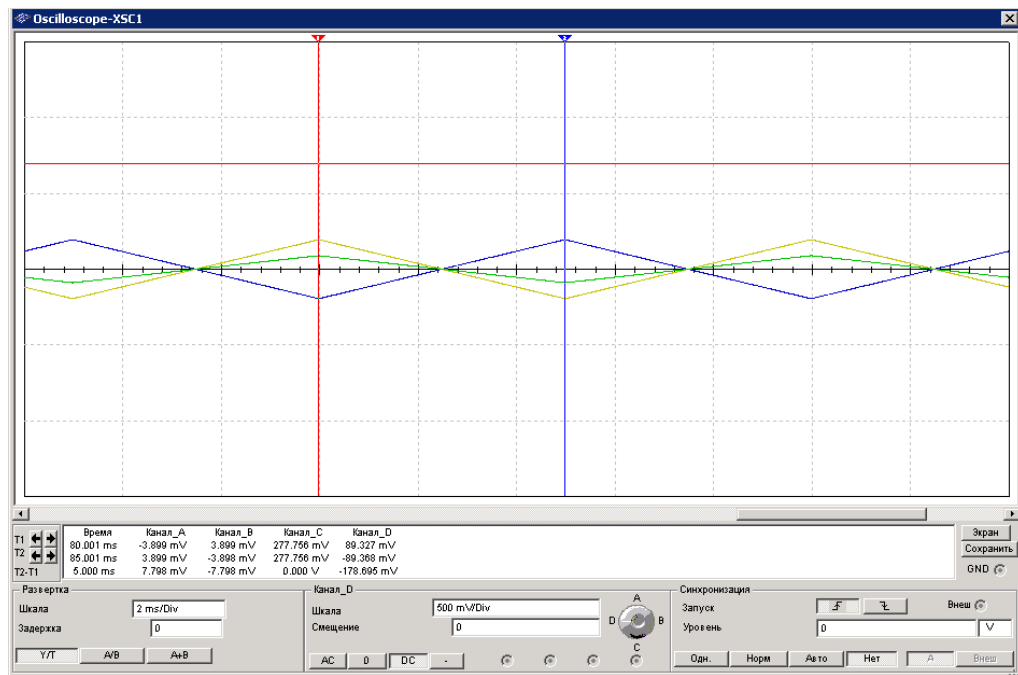 Oscilloscope-XSC1
1 2
T1
T2
T2-T1
Время Канал_A Канал_B Канал_C Канал_D
80.001 ms -3.899 mV 3.899 mV 277.756 mV 89.327 mV
85.001 ms 3.899 mV -3.898 mV 277.756 mV -89.368 mV
5.000 ms 7.798 mV -7.798 mV 0.000 V -178.695 mV
Экран
Сохранить
GND
Развертка
Шкала 2 ms/Div
Задержка 0
Y/T A/B A+B
Канал_D
Шкала 500 mV/Div
Смещение 0
AC 0 DC -
A
D B
C
Синхронизация
Запуск Внеш
Уровень 0 V
Одн. Норм Авто Нет A Внеш